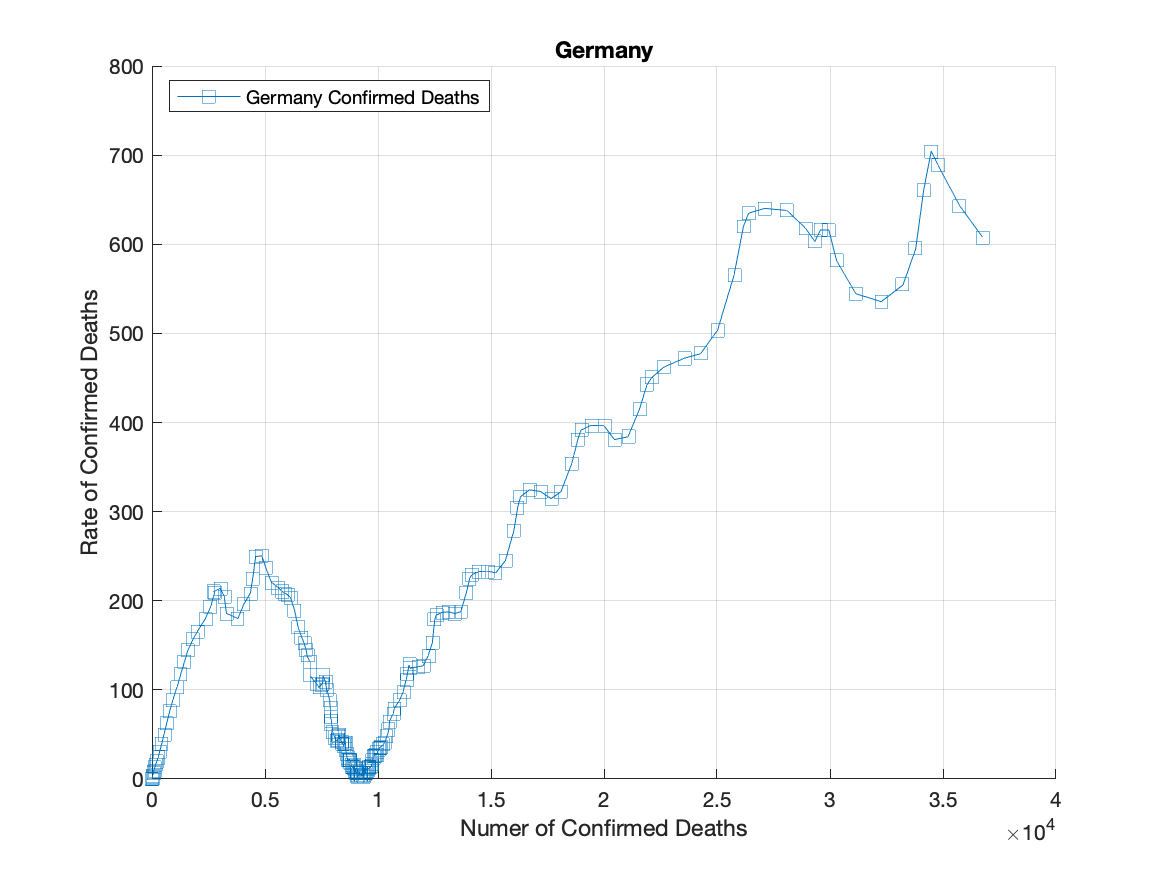 Germany
Germany Confirmed Deaths
Rate of Confirmed Deaths
800
700
600
500
400
300
200
100
0
0 0.5 1 1.5 2 2.5 3 3.5 4
Numer of Confirmed Deaths
×10^4